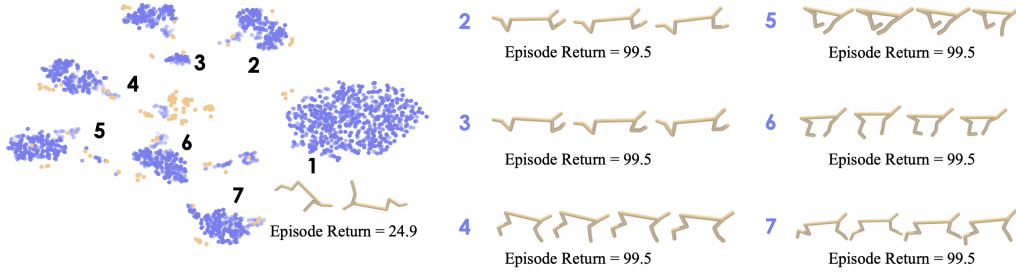 3
2
4
5
6
1
7
Episode Return = 24.9
2
Episode Return = 99.5
5
Episode Return = 99.5
3
Episode Return = 99.5
6
Episode Return = 99.5
4
Episode Return = 99.5
7
Episode Return = 99.5